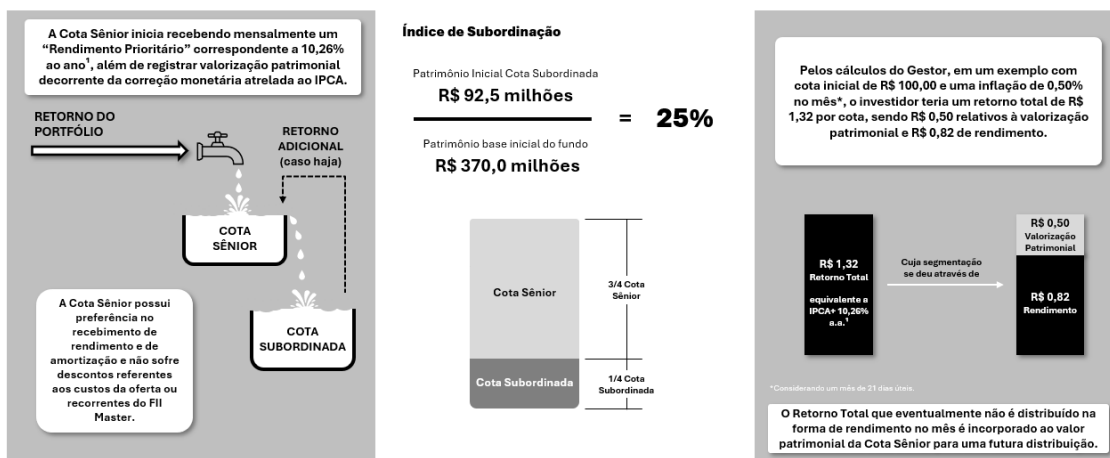 A Cota Sênior inicia recebendo mensalmente um
“Rendimento Prioritário” correspondente a 10,26%
ao ano¹, além de registrar valorização patrimonial
decorrente da correção monetária atrelada ao IPCA.
RETORNO DO
PORTFÓLIO
RETORNO
ADICIONAL
(caso haja)
COTA
SÊNIOR
A Cota Sênior possui
preferência no
recebimento de
rendimento e de
amortização e não sofre
descontos referentes
aos custos da oferta ou
recorrentes do FII
Master.
COTA
SUBORDINADA
Índice de Subordinação
Patrimônio Inicial Cota Subordinada
R$ 92,5 milhões
= 25%
Patrimônio base inicial do fundo
R$ 370,0 milhões
Cota Sênior
3/4 Cota
Sênior
Cota Subordinada
1/4 Cota
Subordinada
Pelos cálculos do Gestor, em um exemplo com
cota inicial de R$ 100,00 e uma inflação de 0,50%
no mês*, o investidor teria um retorno total de R$
1,32 por cota, sendo R$ 0,50 relativos à valorização
patrimonial e R$ 0,82 de rendimento.
R$ 1,32
Retorno Total
equivalente a
IPCA+ 10,26%
a.a.¹
Cuja segmentação
se deu através de
R$ 0,50
Valorização
Patrimonial
R$ 0,82
Rendimento
*Considerando um mês de 21 dias úteis.
O Retorno Total que eventualmente não é distribuído na
forma de rendimento no mês é incorporado ao valor
patrimonial da Cota Sênior para uma futura distribuição.